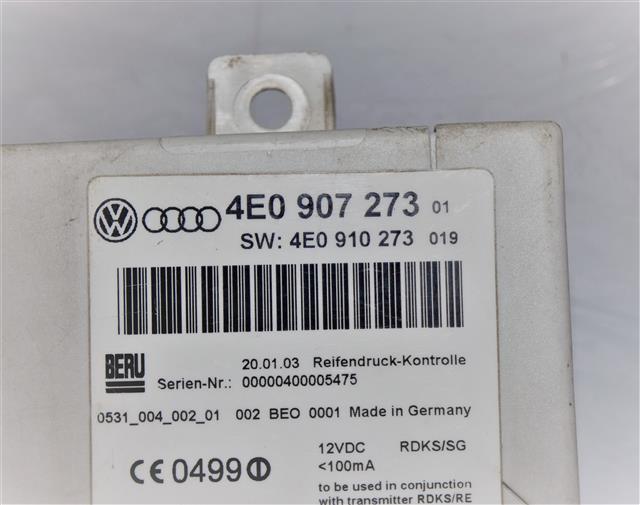 4E0 907 273 01
SW: 4E0 910 273 019
BERU
20.01.03 Reifendruck-Kontrolle
Serien-Nr.: 00000400005475
0531_004_002_01 002 BEO 0001 Made in Germany
12VDC RDKS/SG
CE0499
<100mA
to be used in conjunction
with transmitter RDKS/RE